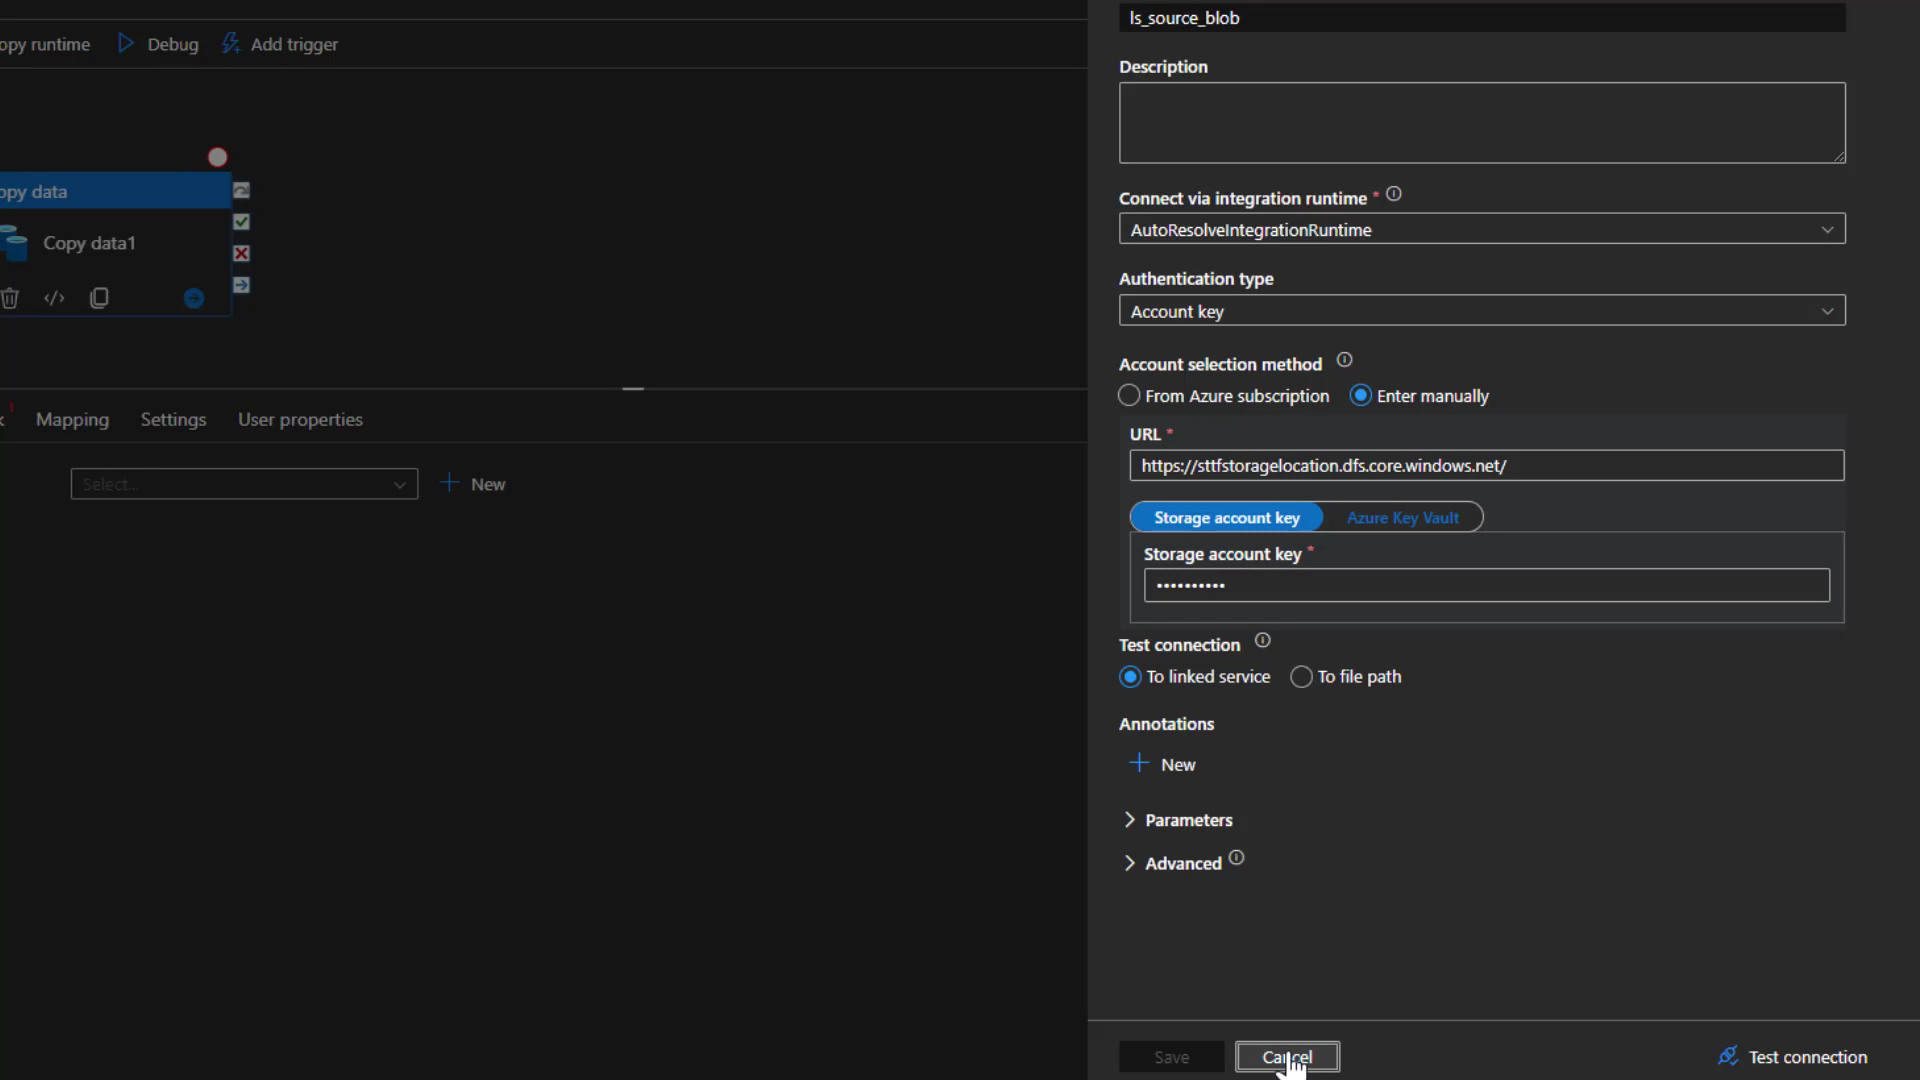 opy runtime
Debug
Add trigger
opy data
Copy data1
Mapping
Settings
User properties
Select...
New
ls_source_blob
Description
Connect via integration runtime *
AutoResolveIntegrationRuntime
Authentication type
Account key
Account selection method
From Azure subscription
Enter manually
URL *
https://sttfstoragelocation.dfs.core.windows.net/
Storage account key
Azure Key Vault
Storage account key *
••••••••••
Test connection
To linked service
To file path
Annotations
New
Parameters
Advanced
Save
Cancel
Test connection